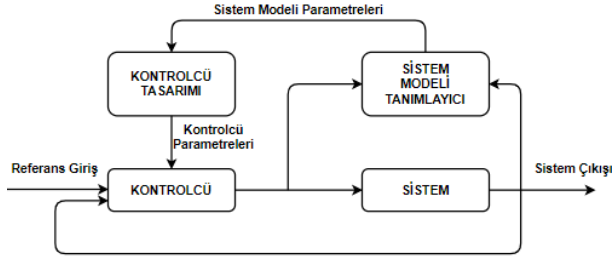 Sistem Modeli Parametreleri
KONTROLCÜ
TASARIMI
SİSTEM
MODELİ
TANIMLAYICI
Kontrolcü
Parametreleri
Referans Giriş
KONTROLCÜ
SİSTEM
Sistem Çıkışı